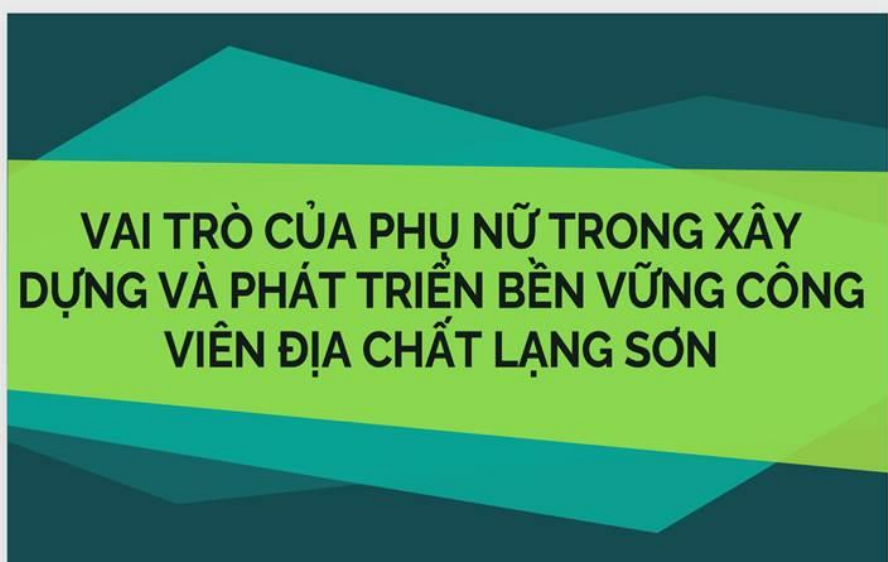 VAI TRÒ CỦA PHỤ NỮ TRONG XÂY
DỰNG VÀ PHÁT TRIỂN BỀN VỮNG CÔNG
VIÊN ĐỊA CHẤT LẠNG SƠN